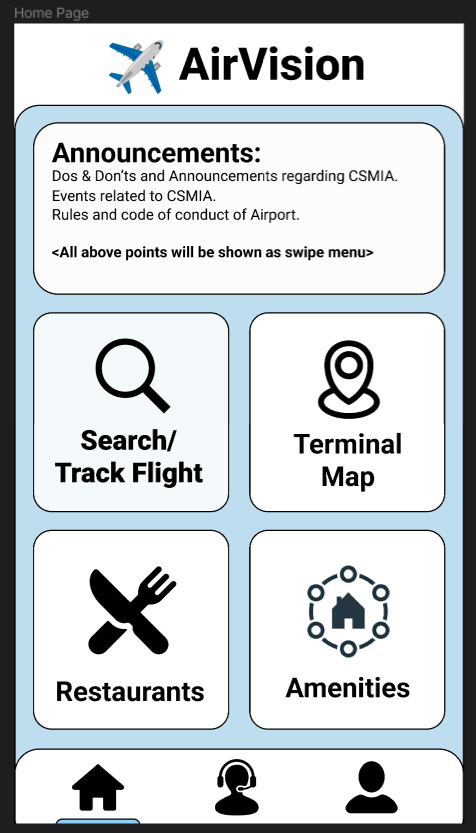 Home Page
AirVision
Announcements:
Dos & Don'ts and Announcements regarding CSMIA.
Events related to CSMIA.
Rules and code of conduct of Airport.
<All above points will be shown as swipe menu>
Search/
Track Flight
Terminal
Map
Restaurants
Amenities